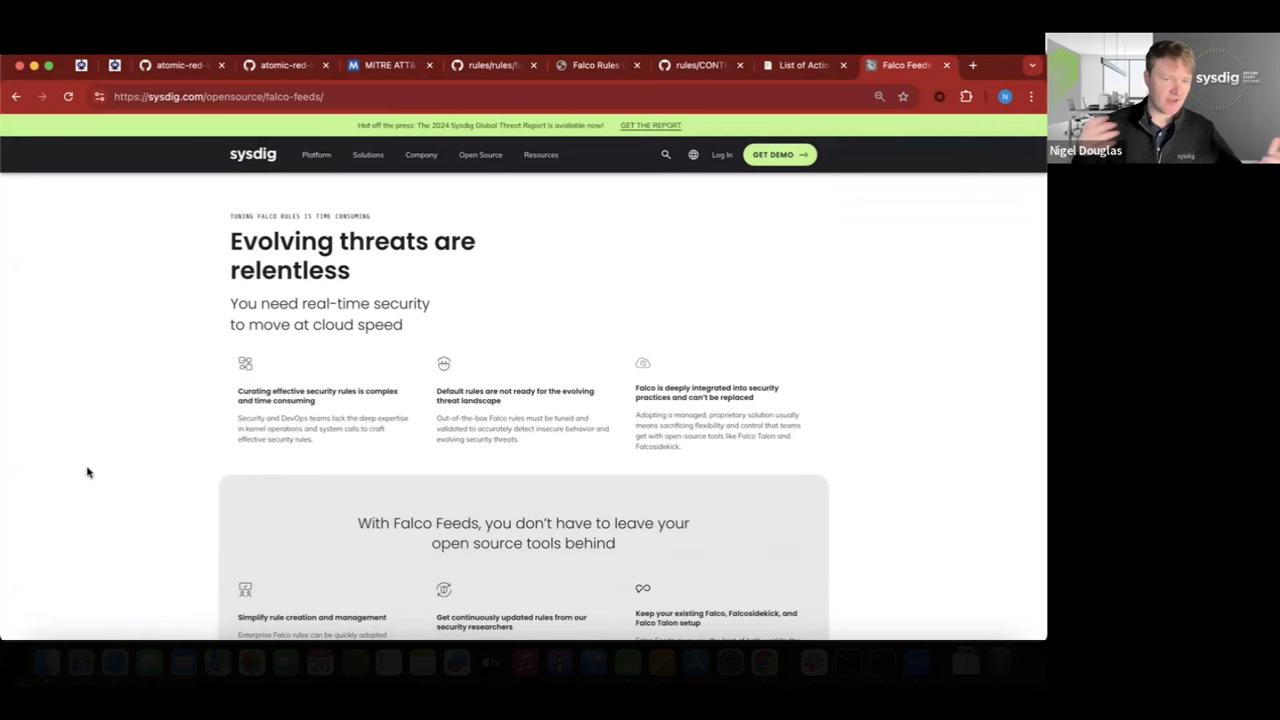 atomic-red-
atomic-red-
MITRE ATT&
rules/rules/fa
Falco Rules
rules/CONT
List of Actio
Falco Feeds
https://sysdig.com/opensource/falco-feeds/
N
Hot off the press: The 2024 Sysdig Global Threat Report is available now! GET THE REPORT
sysdig
Platform
Solutions
Company
Open Source
Resources
Log In
GET DEMO
TUNING FALCO RULES IS TIME CONSUMING
Evolving threats are
relentless
You need real-time security
to move at cloud speed
Curating effective security rules is complex
and time consuming
Security and DevOps teams lack the deep expertise
in kernel operations and system calls to craft
effective security rules.
Default rules are not ready for the evolving
threat landscape
Out-of-the-box Falco rules must be tuned and
validated to accurately detect insecure behavior and
evolving security threats.
Falco is deeply integrated into security
practices and can't be replaced
Adopting a managed, proprietary solution usually
means sacrificing flexibility and control that teams
get with open-source tools like Falco Talon and
Falcosidekick.
With Falco Feeds, you don't have to leave your
open source tools behind
Simplify rule creation and management
Enterprise Falco rules can be quickly adopted
Get continuously updated rules from our
security researchers
Keep your existing Falco, Falcosidekick, and
Falco Talon setup
26
sysdig
sysdig
Nigel Douglas